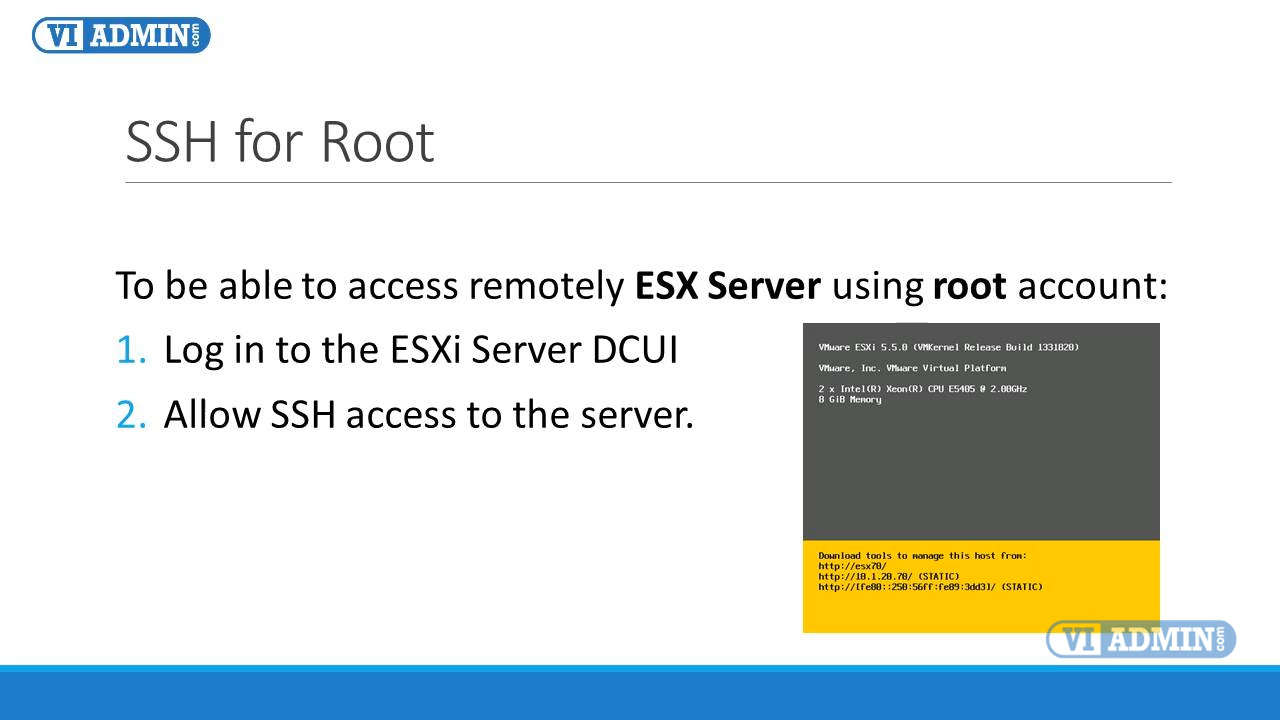 VI ADMIN.com
SSH for Root
To be able to access remotely ESX Server using root account:
1. Log in to the ESXi Server DCUI
2. Allow SSH access to the server.
VMware ESXi 5.5.0 (VMKernel Release Build 1331820)
VMware, Inc. VMware Virtual Platform
2 x Intel(R) Xeon(R) CPU E5405 @ 2.00GHz
8 GiB Memory
Download tools to manage this host from:
http://esx70/
http://10.1.20.70/ (STATIC)
http://[fe80::250:56ff:fe89:3dd3]/ (STATIC)
VI ADMIN.com